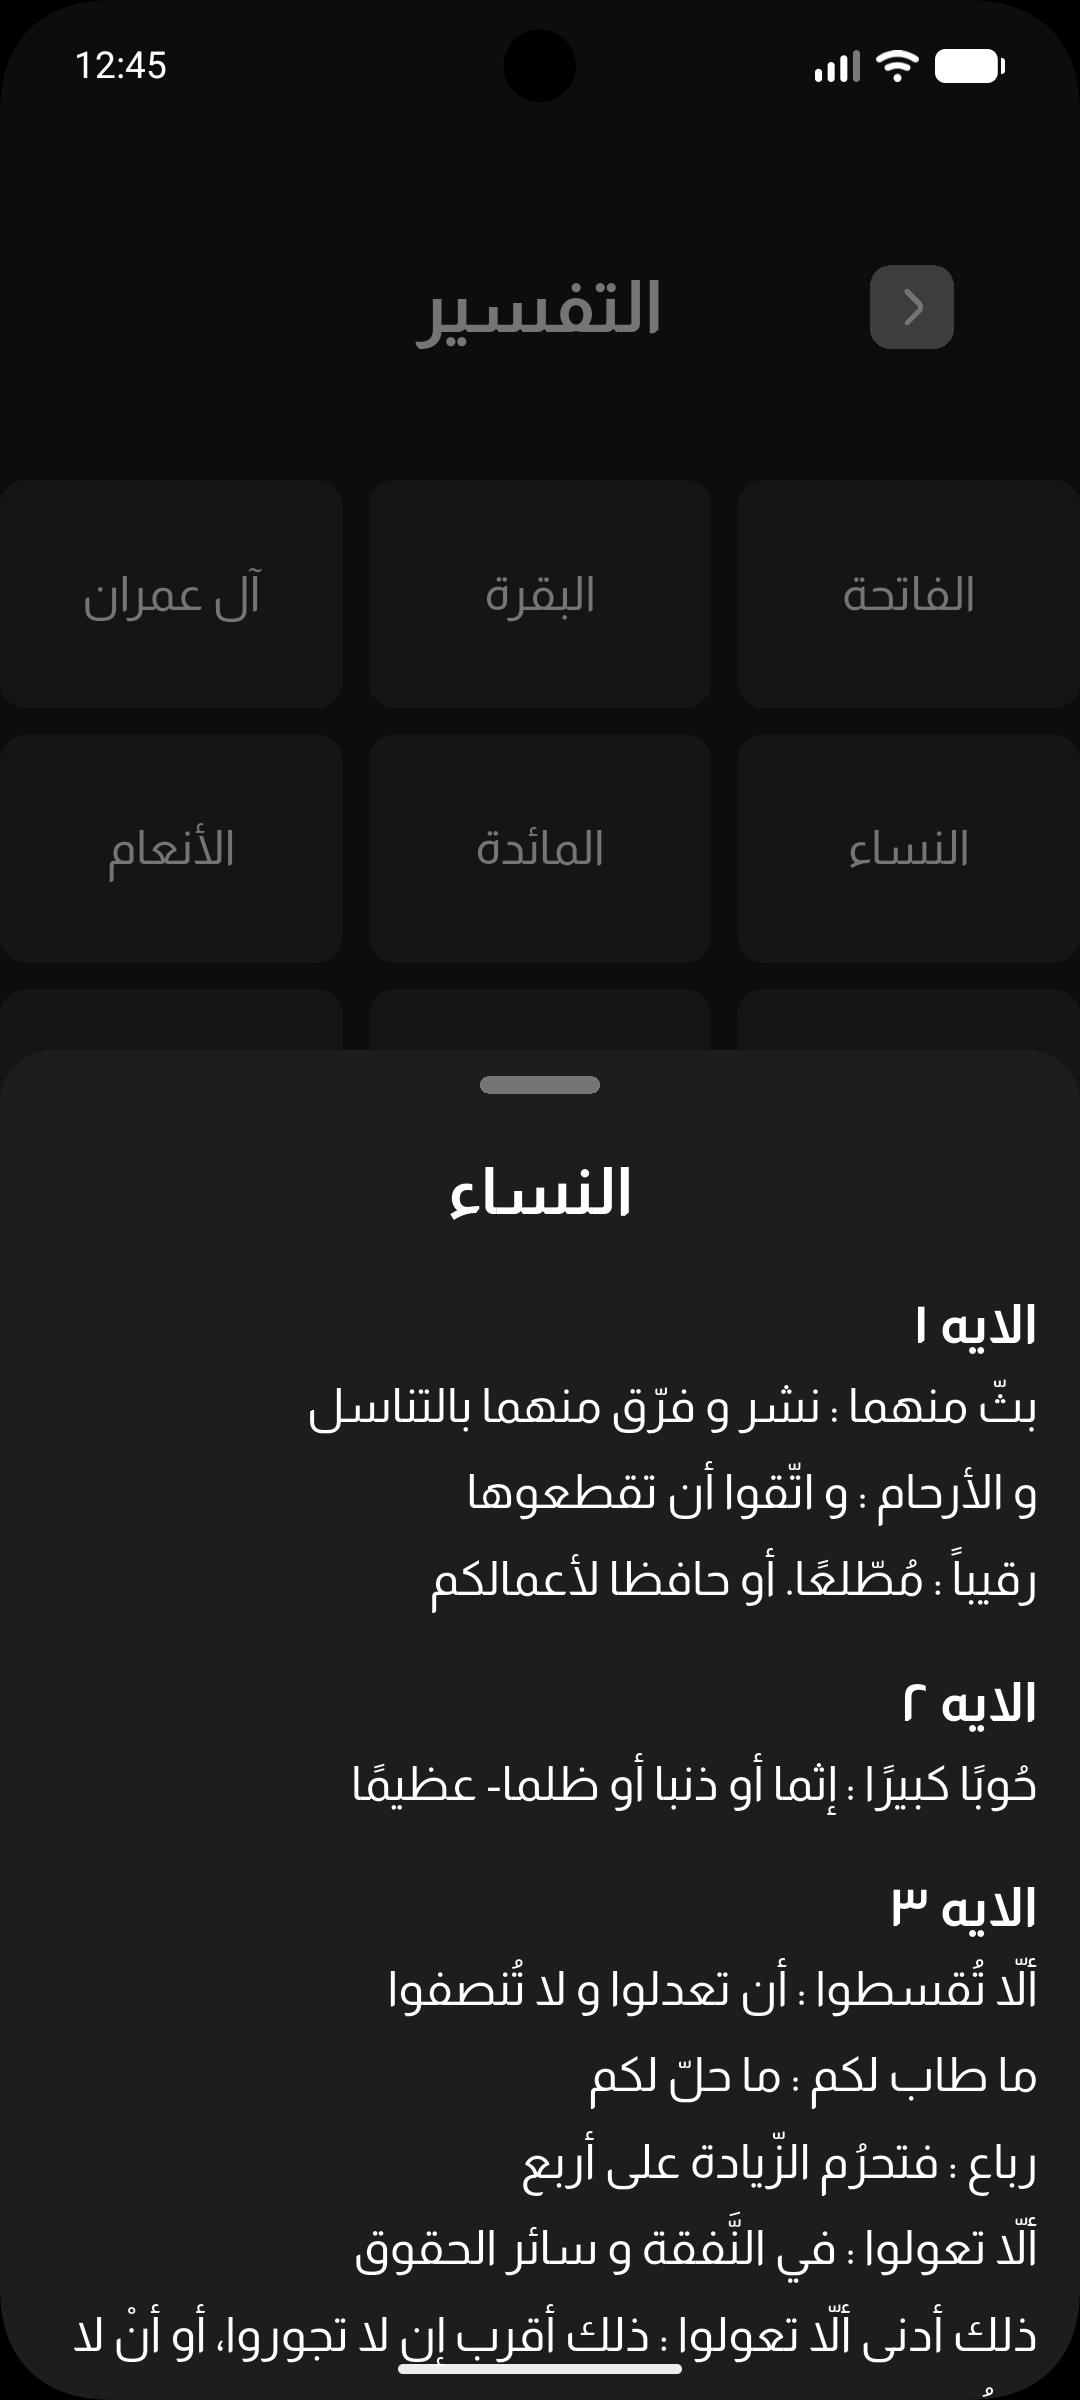 12:45
التفسير
الفاتحة
البقرة
آل عمران
النساء
المائدة
الأنعام
النساء
الايه ١
بثّ منهما : نشر و فرّق منهما بالتناسل
و الأرحام : و اتّقوا أن تقطعوها
رقيباً : مُطّلعًا. أو حافظا لأعمالكم
الايه ٢
حُوبًا كبيرًا : إثما أو ذنبا أو ظلما- عظيمًا
الايه ٣
ألّا تُقسطوا : أن تعدلوا و لا تُنصفوا
ما طاب لكم : ما حلّ لكم
رباع : فتحرُم الزّيادة على أربع
ألّا تعولوا : في النَّفقة و سائر الحقوق
ذلك أدنى ألّا تعولوا : ذلك أقرب إن لا تجوروا، أو أنْ لا